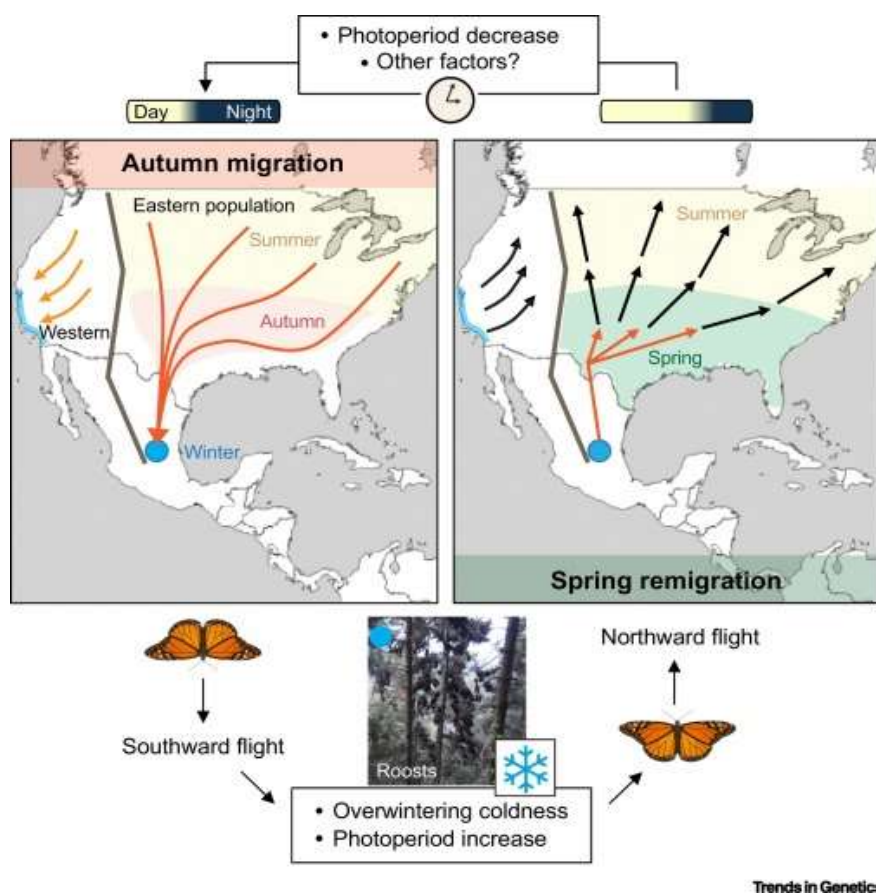 • Photoperiod decrease
• Other factors?
Day Night
Autumn migration
Eastern population
Summer
Autumn
Western
Winter
Summer
Spring
Spring remigration
Southward flight
Roosts
Northward flight
• Overwintering coldness
• Photoperiod increase
Trends in Genetics